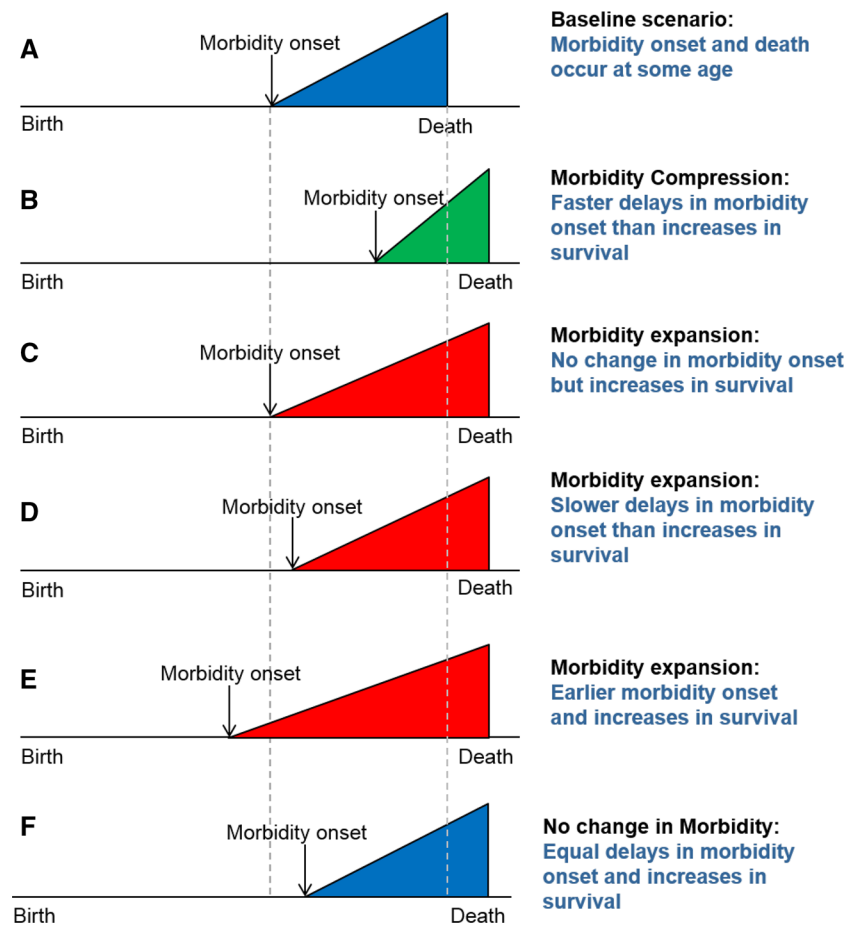 A
Morbidity onset
Birth
Death
Baseline scenario:
Morbidity onset and death
occur at some age
B
Morbidity onset
Birth
Death
Morbidity Compression:
Faster delays in morbidity
onset than increases in
survival
C
Morbidity onset
Birth
Death
Morbidity expansion:
No change in morbidity onset
but increases in survival
D
Morbidity onset
Birth
Death
Morbidity expansion:
Slower delays in morbidity
onset than increases in
survival
E
Morbidity onset
Birth
Death
Morbidity expansion:
Earlier morbidity onset
and increases in survival
F
Morbidity onset
Birth
Death
No change in Morbidity:
Equal delays in morbidity
onset and increases in
survival